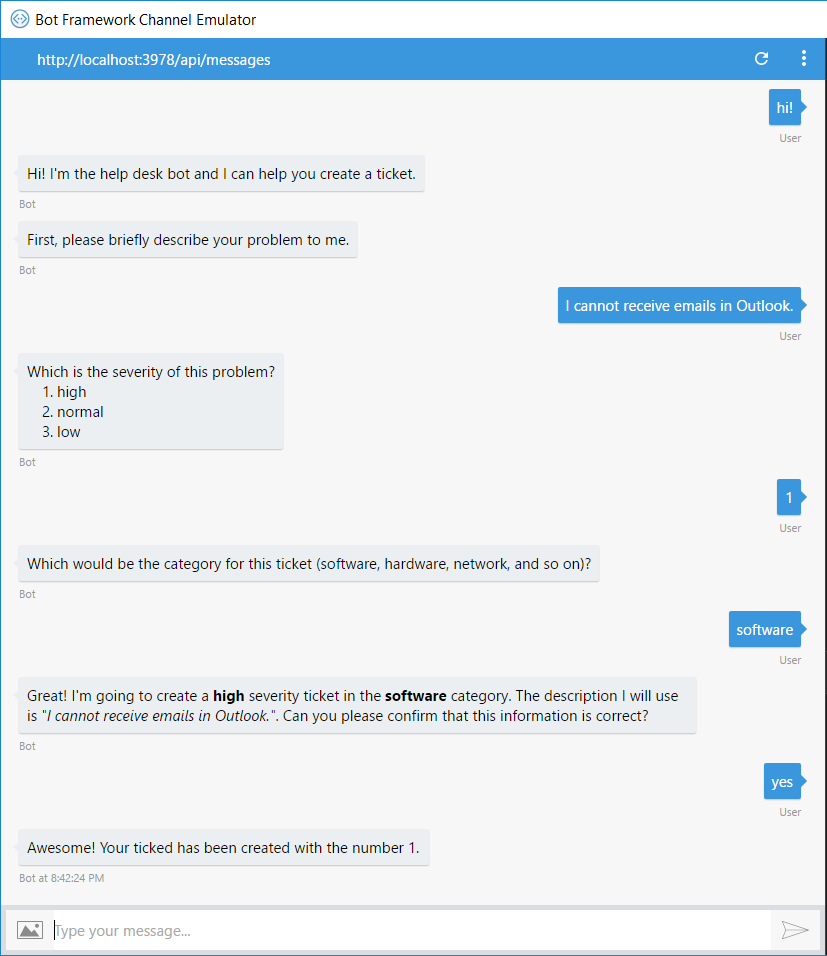 Bot Framework Channel Emulator
http://localhost:3978/api/messages
hi!
User
Hi! I'm the help desk bot and I can help you create a ticket.
Bot
First, please briefly describe your problem to me.
Bot
I cannot receive emails in Outlook.
User
Which is the severity of this problem?
1. high
2. normal
3. low
Bot
1
User
Which would be the category for this ticket (software, hardware, network, and so on)?
Bot
software
User
Great! I'm going to create a high severity ticket in the software category. The description I will use
is "I cannot receive emails in Outlook.". Can you please confirm that this information is correct?
Bot
yes
User
Awesome! Your ticked has been created with the number 1.
Bot at 8:42:24 PM
Type your message...